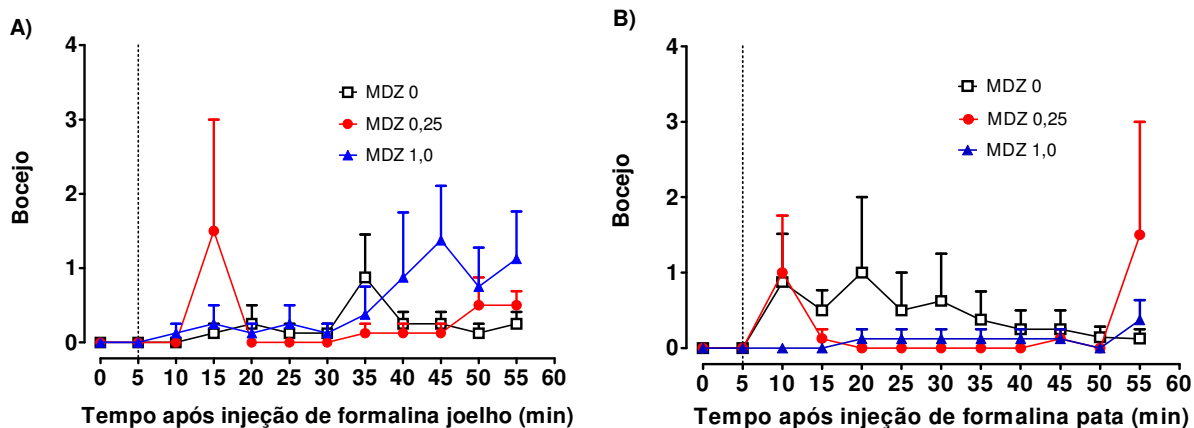 A)
4
3
2
1
0
Bocejo
MDZ 0
MDZ 0,25
MDZ 1,0
0 5 10 15 20 25 30 35 40 45 50 55 60
Tempo após injeção de formalina joelho (min)
B)
4
3
2
1
0
Bocejo
MDZ 0
MDZ 0,25
MDZ 1,0
0 5 10 15 20 25 30 35 40 45 50 55 60
Tempo após injeção de formalina pata (min)